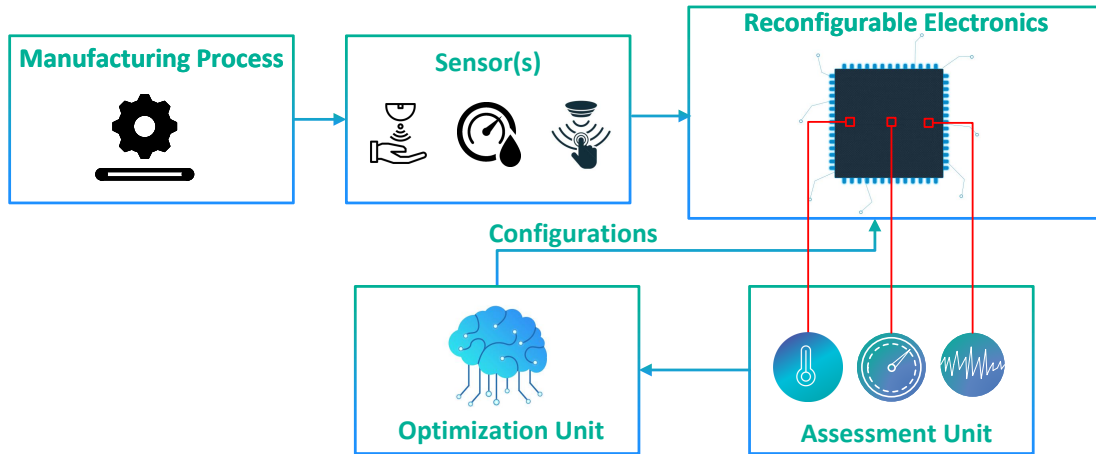 Manufacturing Process
Sensor(s)
Reconfigurable Electronics
Configurations
Optimization Unit
Assessment Unit